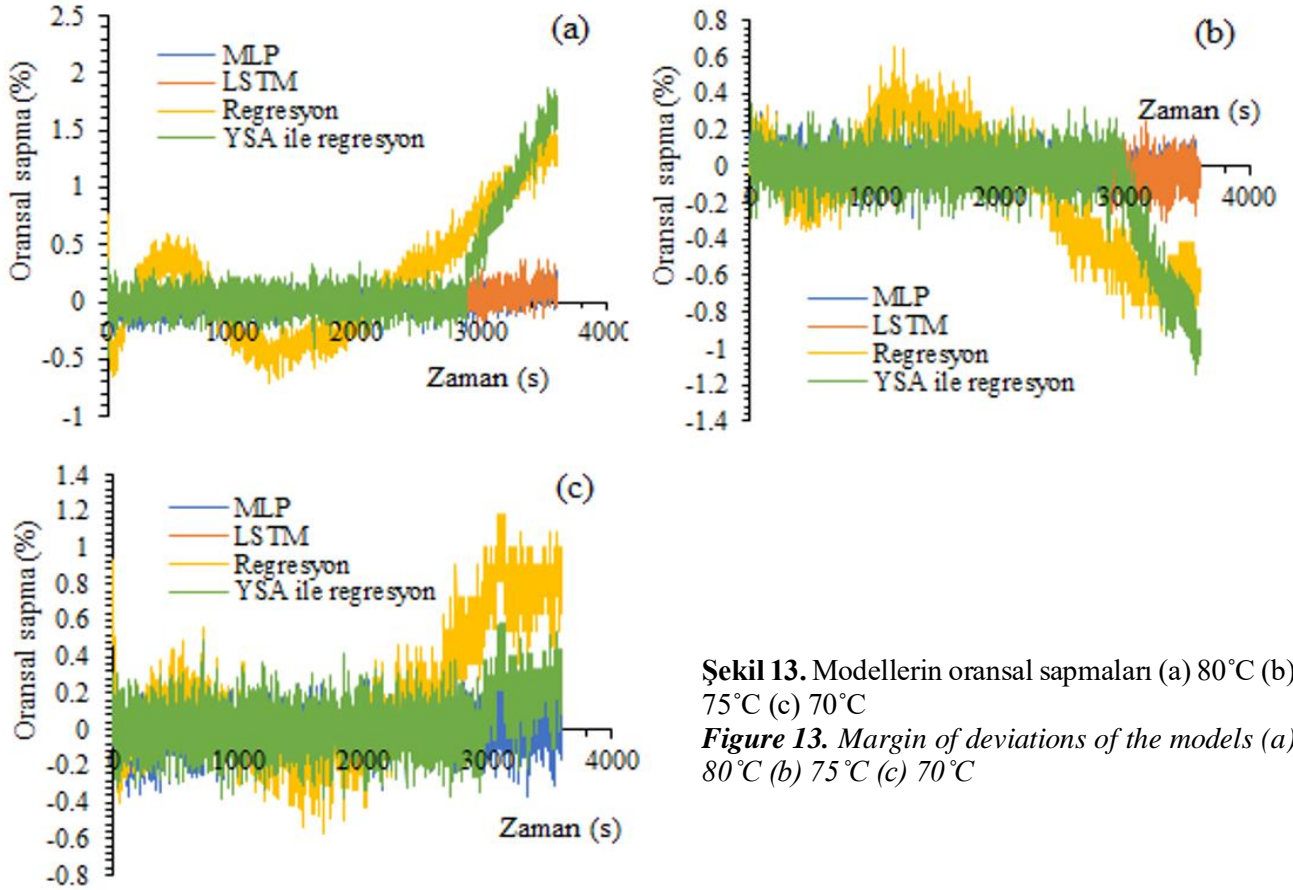 (a)
2.5
2
1.5
1
0.5
0
-0.5
-1
Oransal sapma (%)
MLP
LSTM
Regresyon
YSA ile regresyon
0 1000 2000 3000 4000
Zaman (s)
(b)
0.8
0.6
0.4
0.2
0
-0.2
-0.4
-0.6
-0.8
-1
-1.2
-1.4
Oransal sapma (%)
Zaman (s)
0 1000 2000 3000 4000
MLP
LSTM
Regresyon
YSA ile regresyon
(c)
1.4
1.2
1
0.8
0.6
0.4
0.2
0
-0.2
-0.4
-0.6
-0.8
Oransal sapma (%)
MLP
LSTM
Regresyon
YSA ile regresyon
0 1000 2000 3000 4000
Zaman (s)
Şekil 13. Modellerin oransal sapmaları (a) 80˚C (b)
75˚C (c) 70˚C
Figure 13. Margin of deviations of the models (a)
80˚C (b) 75˚C (c) 70˚C